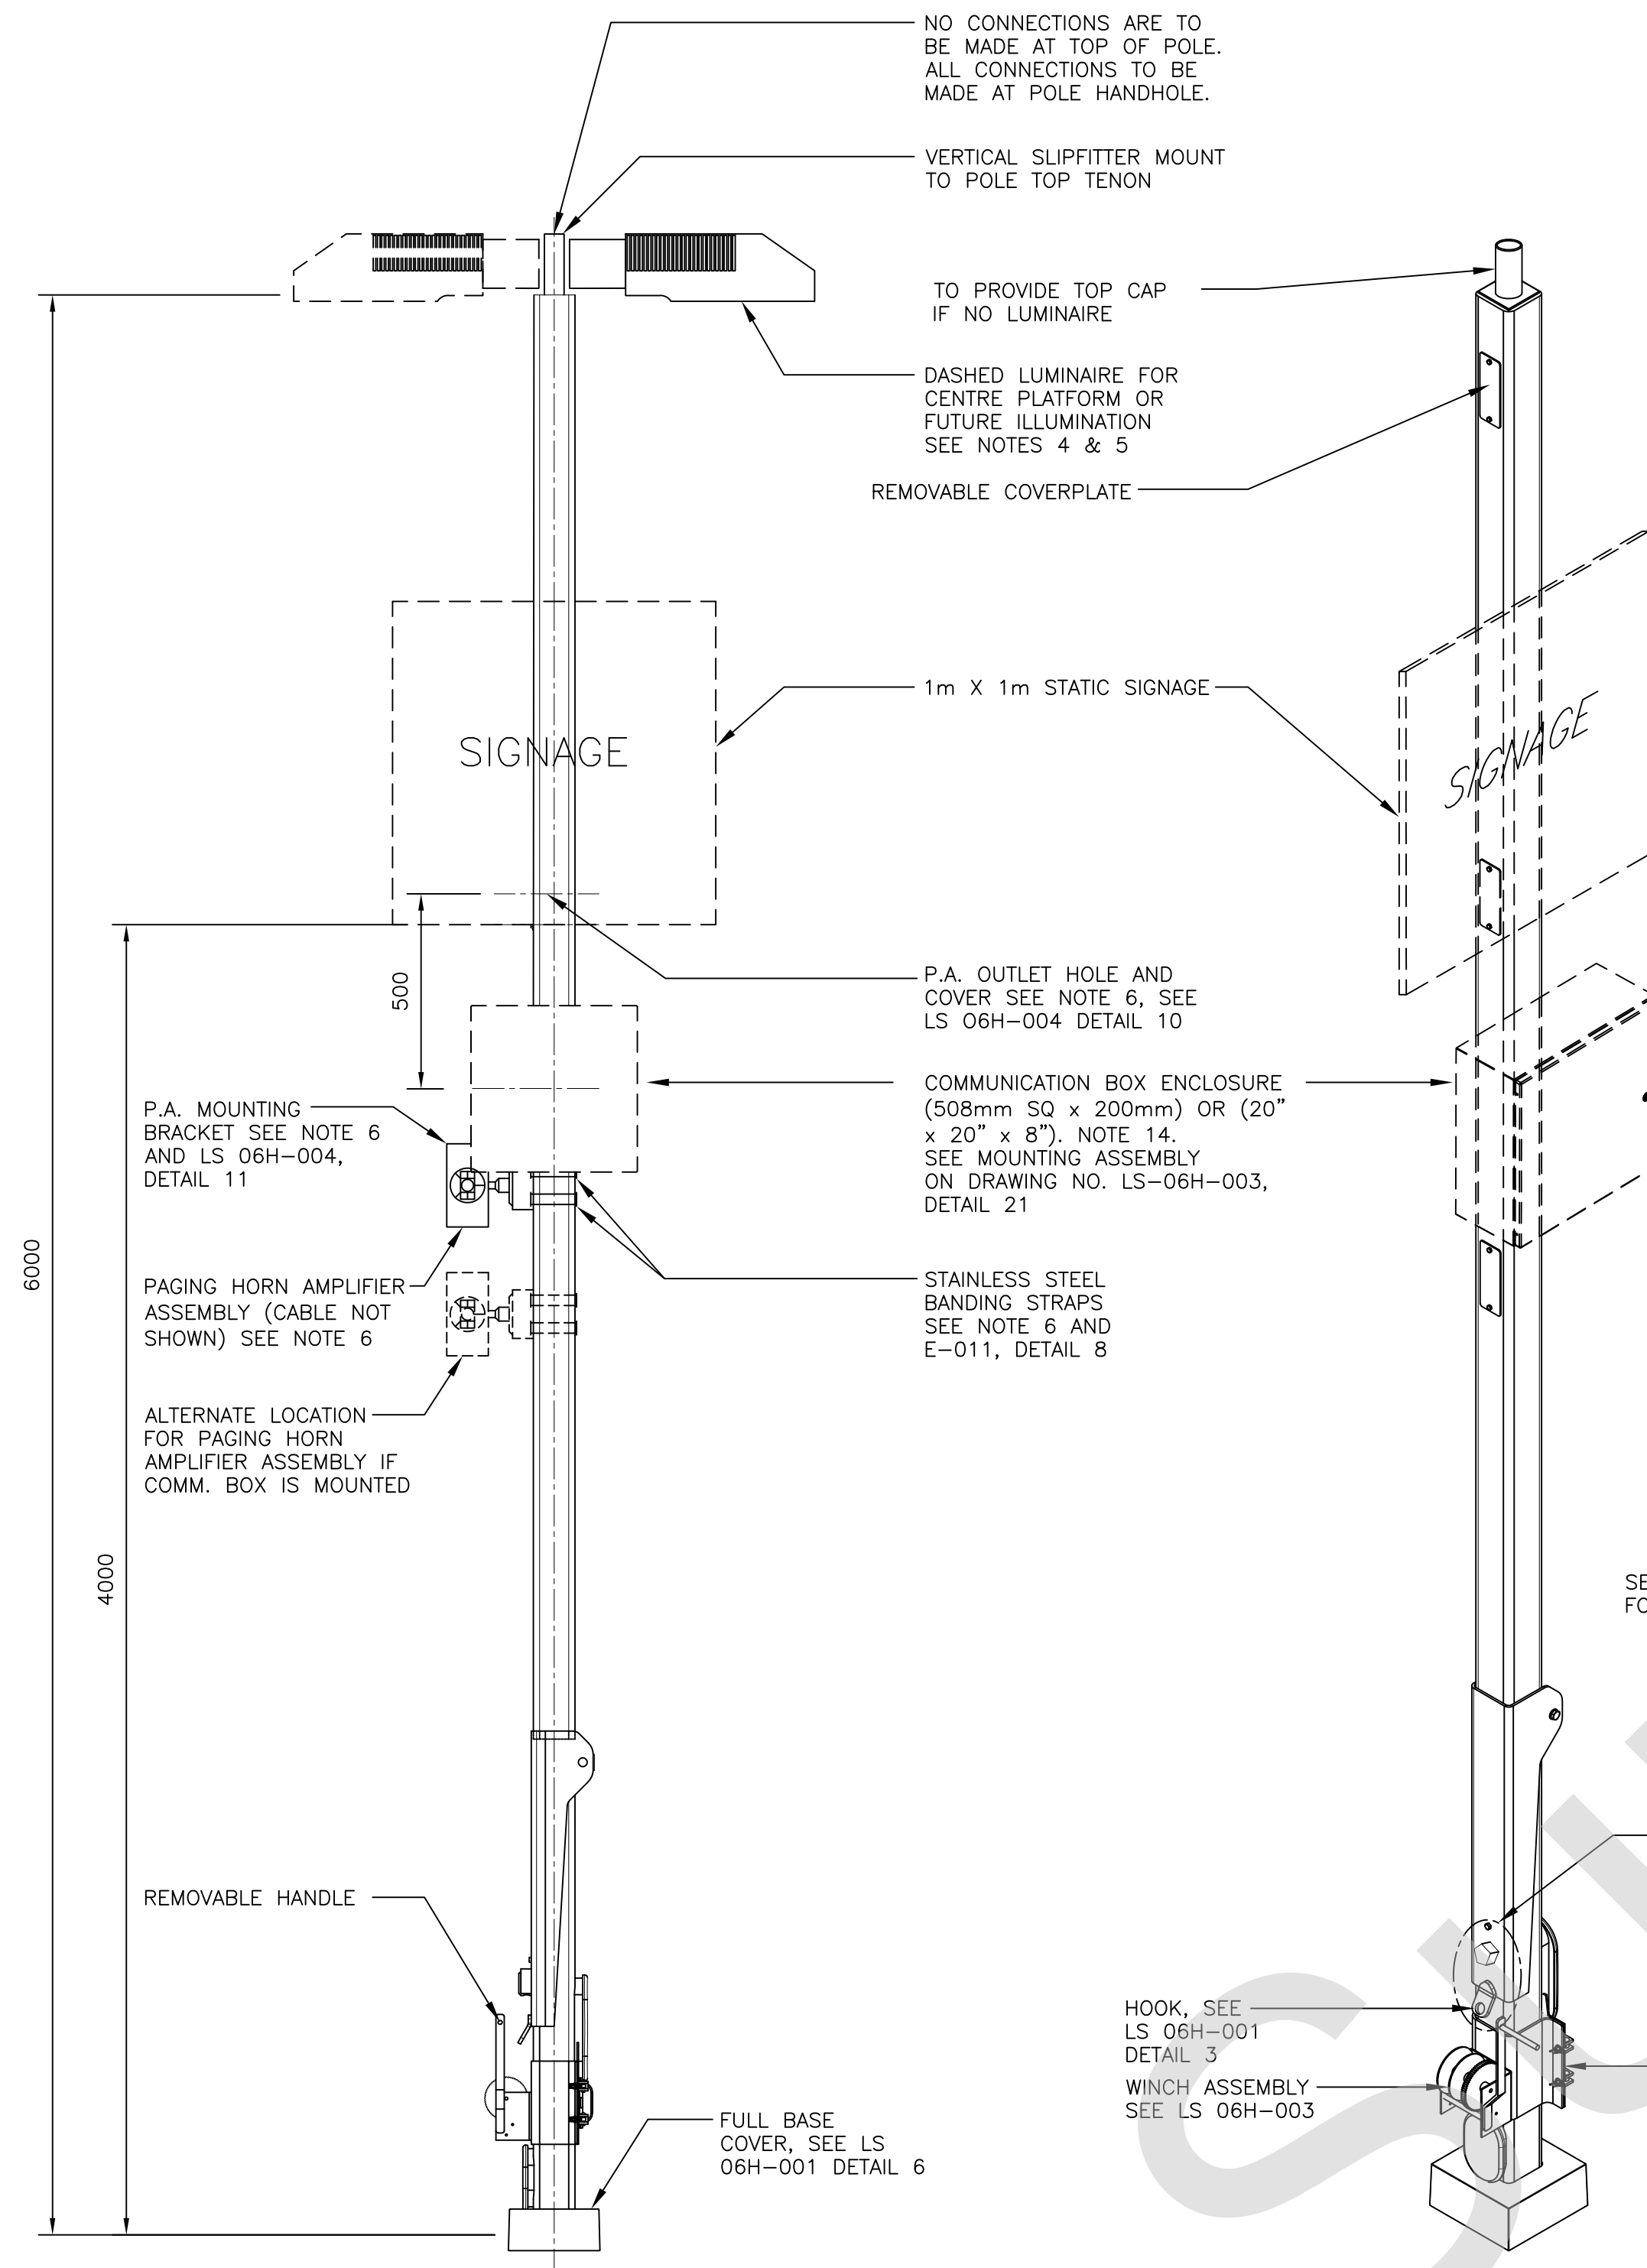 NO CONNECTIONS ARE TO
BE MADE AT TOP OF POLE.
ALL CONNECTIONS TO BE
MADE AT POLE HANDHOLE.
VERTICAL SLIPFITTER MOUNT
TO POLE TOP TENON
TO PROVIDE TOP CAP
IF NO LUMINAIRE
DASHED LUMINAIRE FOR
CENTRE PLATFORM OR
FUTURE ILLUMINATION
SEE NOTES 4 & 5
REMOVABLE COVERPLATE
1m X 1m STATIC SIGNAGE
SIGNAGE
SIGNAGE
500
P.A. OUTLET HOLE AND
COVER SEE NOTE 6, SEE
LS 06H-004 DETAIL 10
COMMUNICATION BOX ENCLOSURE
(508mm SQ x 200mm) OR (20"
x 20" x 8"). NOTE 14.
SEE MOUNTING ASSEMBLY
ON DRAWING NO. LS-06H-003,
DETAIL 21
P.A. MOUNTING
BRACKET SEE NOTE 6
AND LS 06H-004,
DETAIL 11
6000
PAGING HORN AMPLIFIER
ASSEMBLY (CABLE NOT
SHOWN) SEE NOTE 6
STAINLESS STEEL
BANDING STRAPS
SEE NOTE 6 AND
E-011, DETAIL 8
ALTERNATE LOCATION
FOR PAGING HORN
AMPLIFIER ASSEMBLY IF
COMM. BOX IS MOUNTED
4000
REMOVABLE HANDLE
HOOK, SEE
LS 06H-001
DETAIL 3
WINCH ASSEMBLY
SEE LS 06H-003
FULL BASE
COVER, SEE LS
06H-001 DETAIL 6